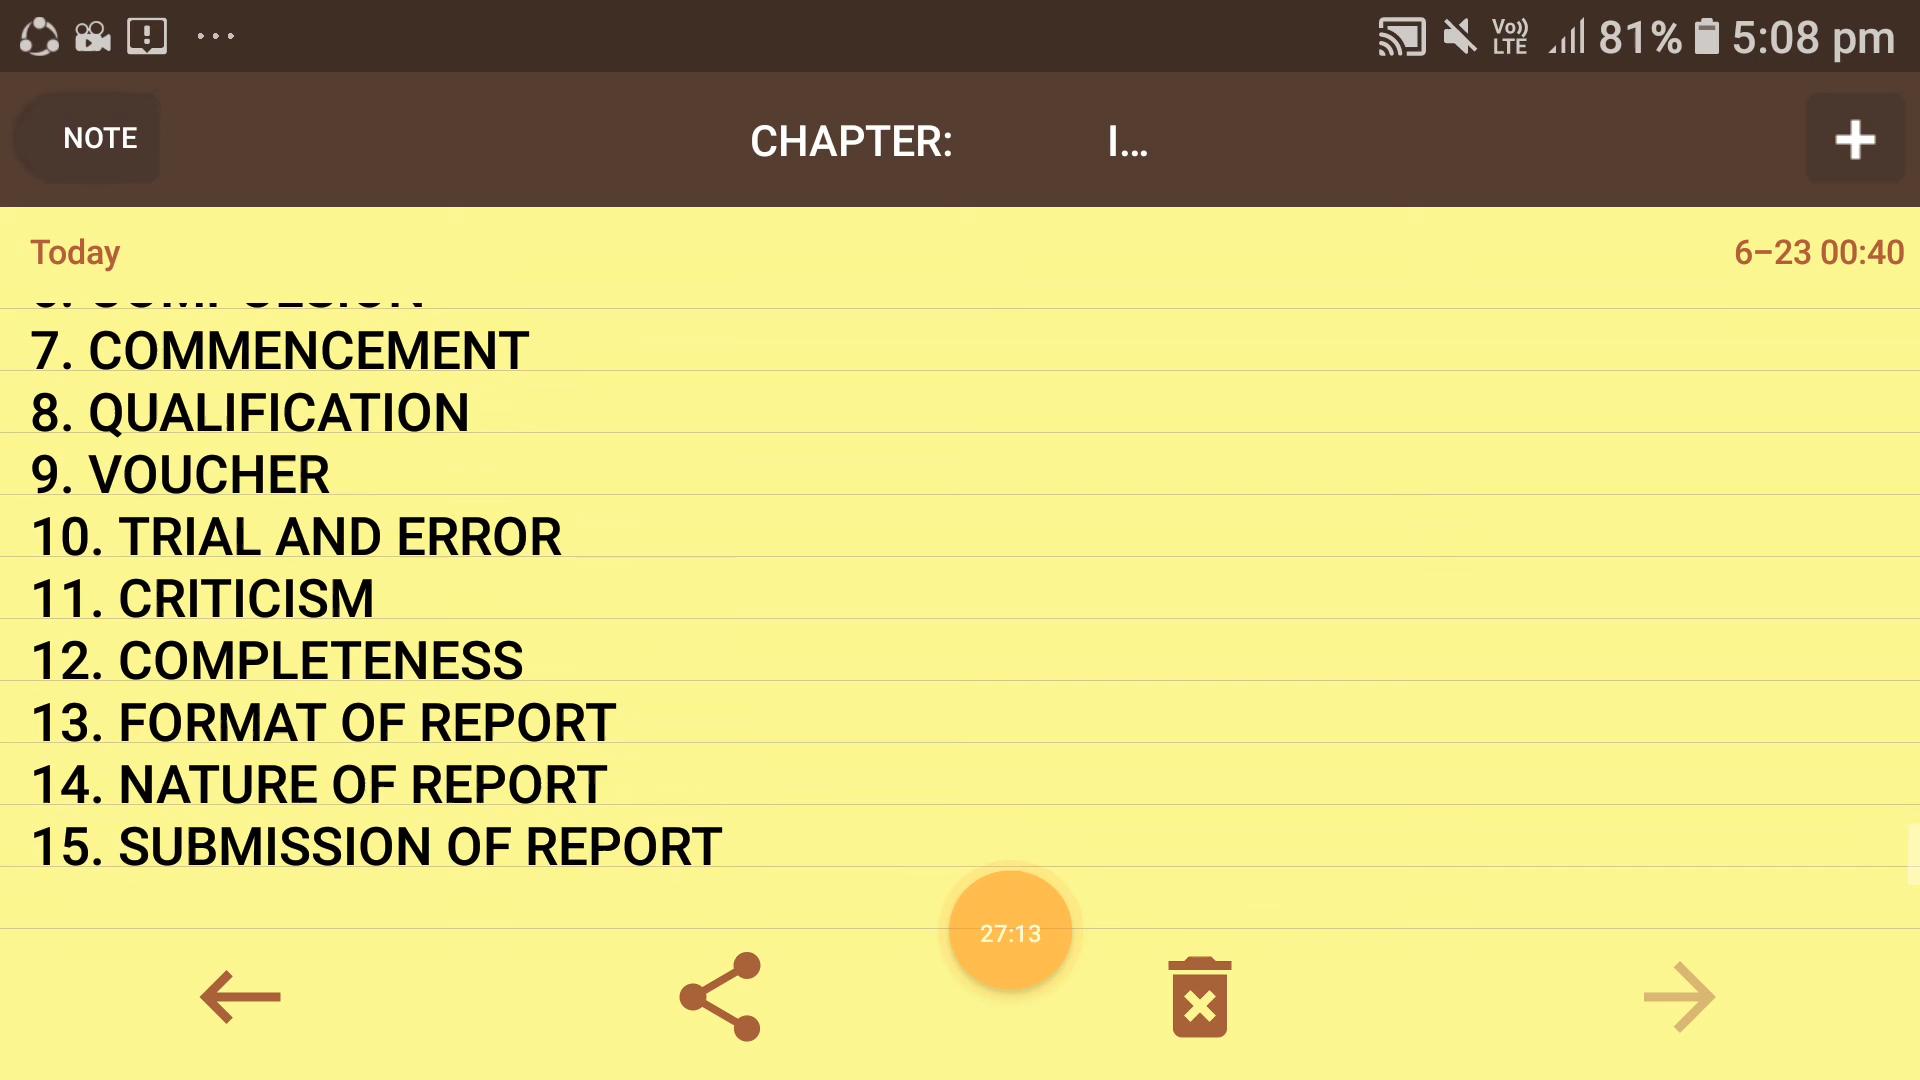 Vo)) LTE 81% 5:08 pm
NOTE CHAPTER: I...
Today 6-23 00:40
7. COMMENCEMENT
8. QUALIFICATION
9. VOUCHER
10. TRIAL AND ERROR
11. CRITICISM
12. COMPLETENESS
13. FORMAT OF REPORT
14. NATURE OF REPORT
15. SUBMISSION OF REPORT
27:13